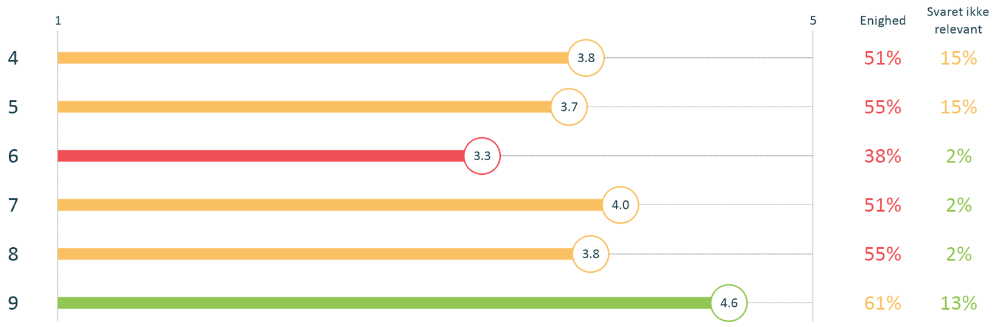 1 5 Enighed Svaret ikke relevant
4 3.8 51% 15%
5 3.7 55% 15%
6 3.3 38% 2%
7 4.0 51% 2%
8 3.8 55% 2%
9 4.6 61% 13%